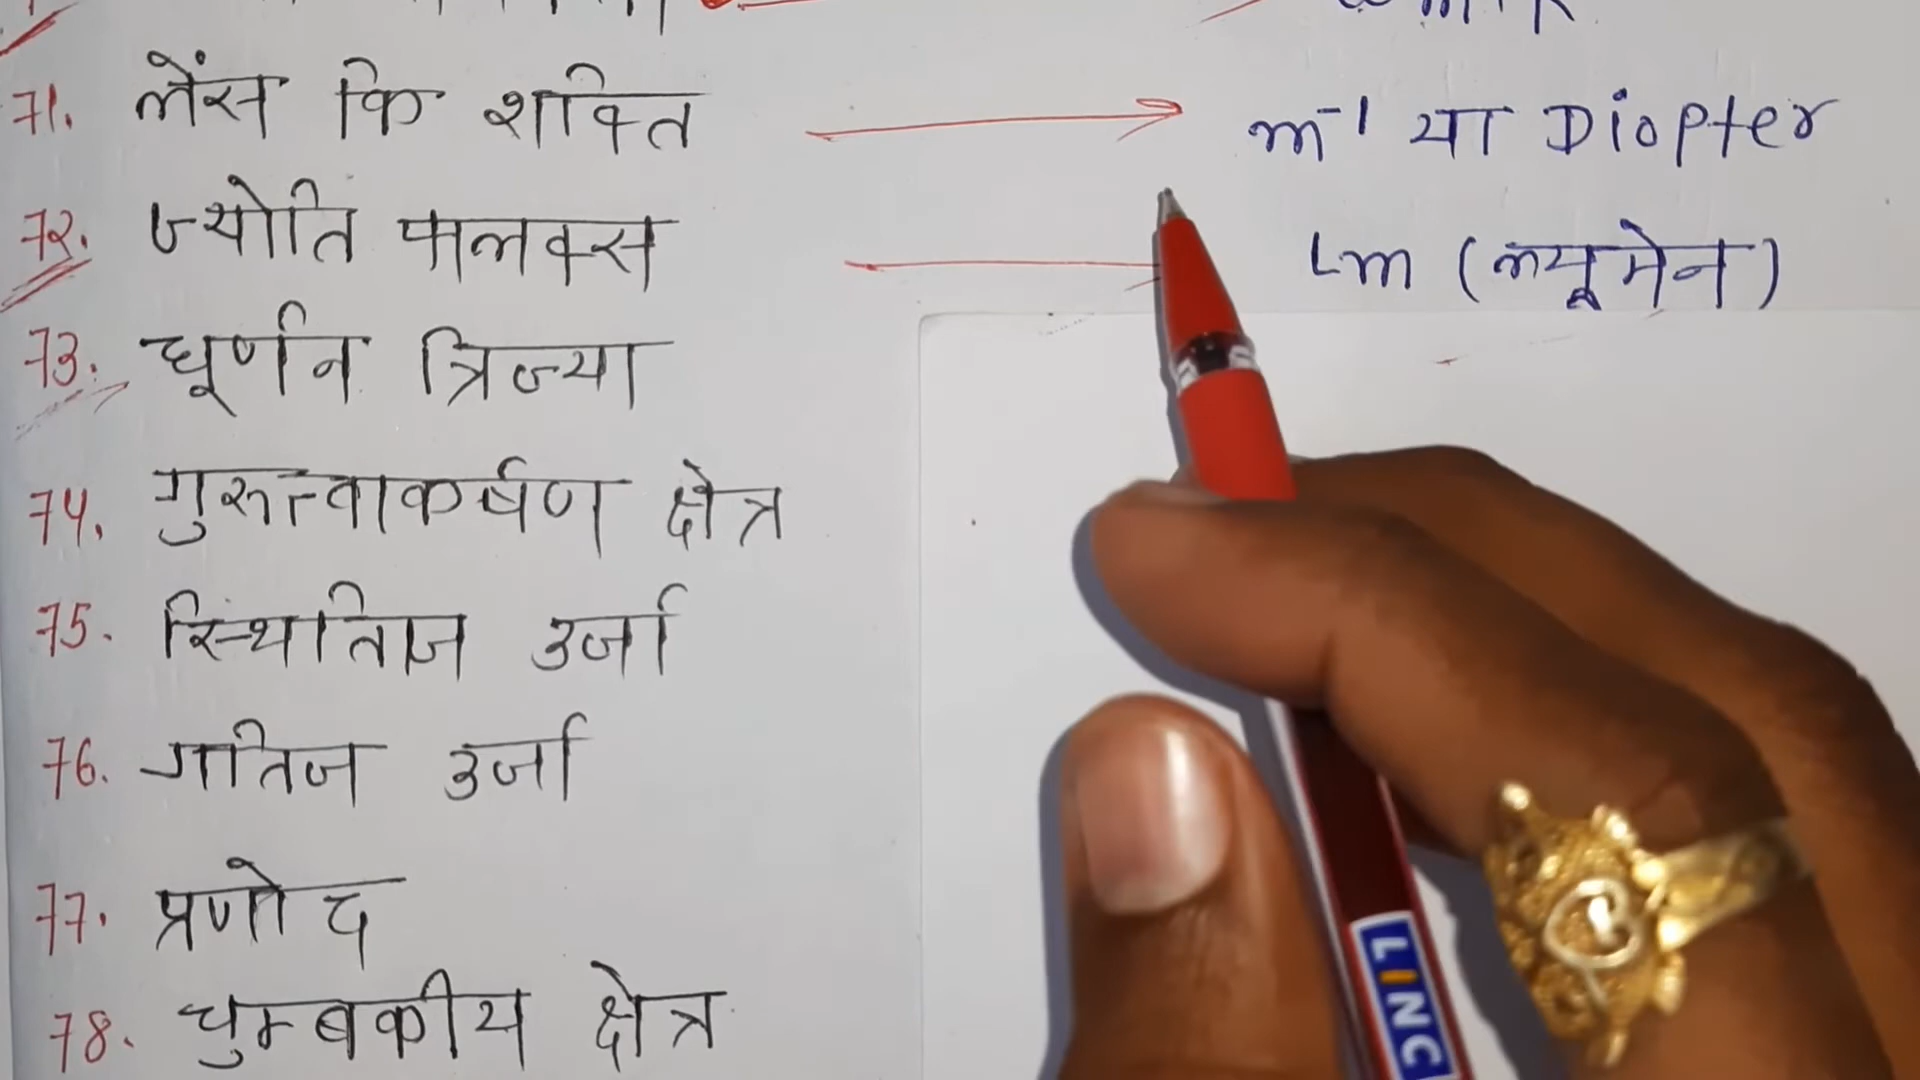 71. लेंस कि शक्ति → m⁻¹ या Diopter
72. ज्योति फ्लक्स Lm (ल्यूमेन)
73. घूर्णन त्रिज्या
74. गुरुत्वाकर्षण क्षेत्र
75. स्थितिज उर्जा
76. गतिज उर्जा
77. प्रणोद
78. चुम्बकीय क्षेत्र
LINC